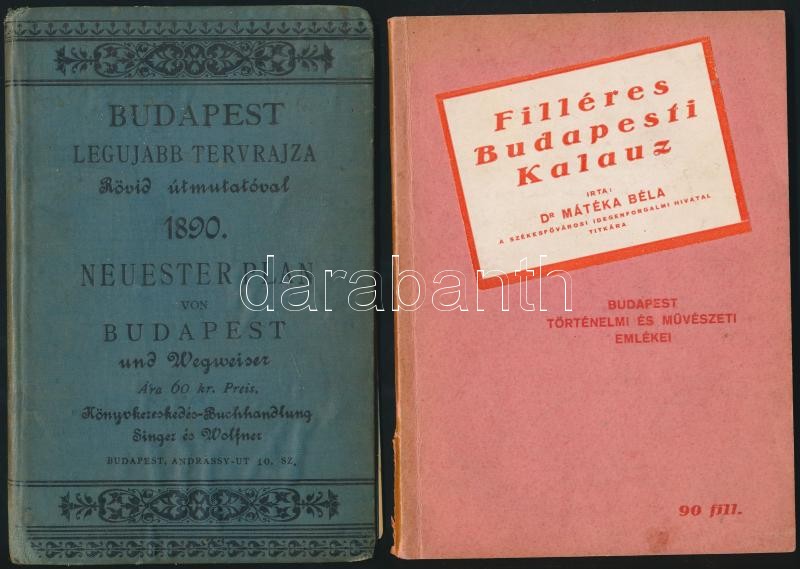 BUDAPEST
LEGUJABB TERVRAJZA
Rövid útmutatóval
1890.
NEUESTER PLAN
VON
BUDAPEST
und Wegweiser
Ára 60 kr. Preis.
Könyvkereskedés-Buchhandlung
Singer és Wolfner
BUDAPEST, ANDRÁSSY-UT 10. SZ.
Filléres
Budapesti
Kalauz
IRTA:
DR MÁTÉKA BÉLA
A SZÉKESFŐVÁROSI IDEGENFORGALMI HIVATAL
TITKÁRA
BUDAPEST
TÖRTÉNELMI ÉS MŰVÉSZETI
EMLÉKEI
90 fill.
darabanth